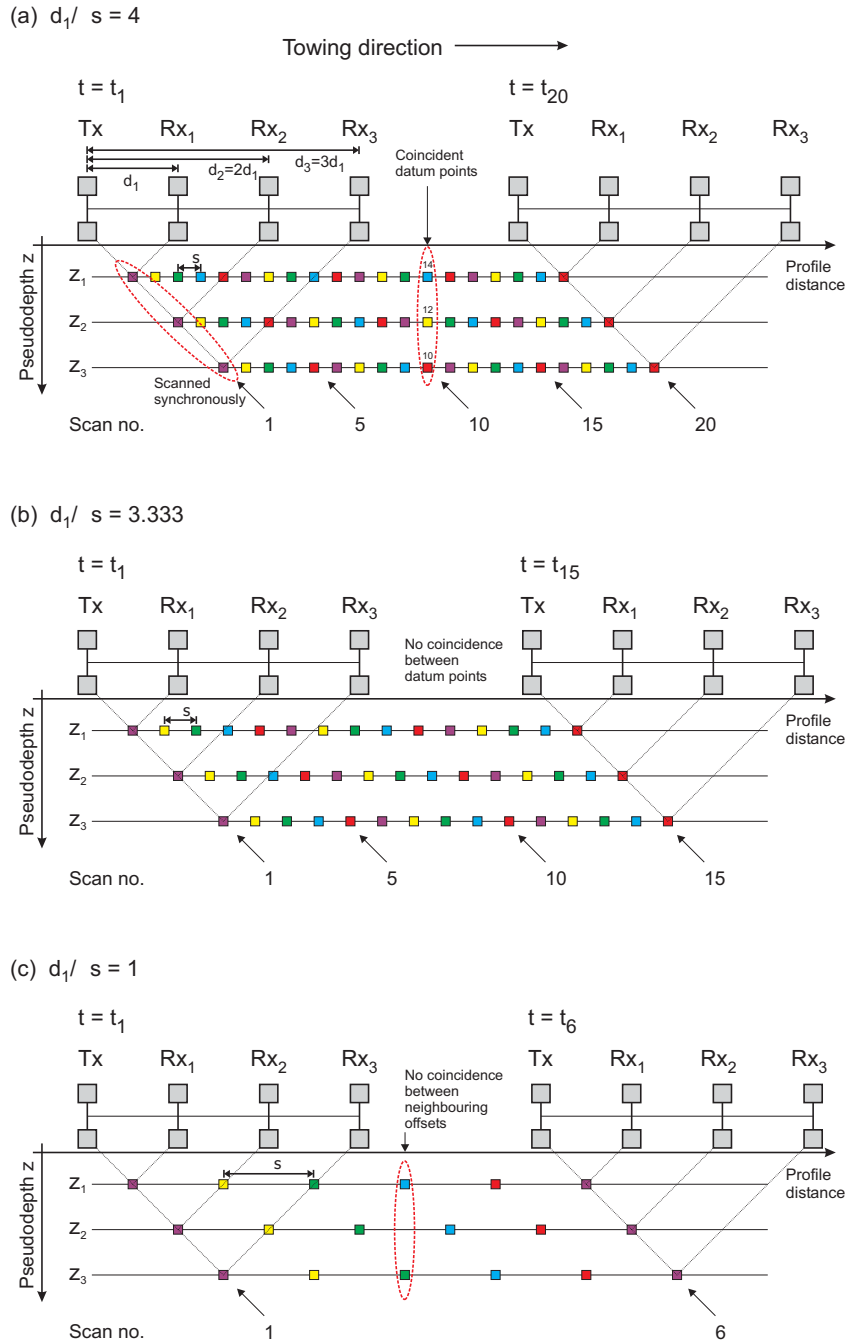 (a) d₁/ s = 4
Towing direction
t = t₁ t = t₂₀
Tx Rx₁ Rx₂ Rx₃ Tx Rx₁ Rx₂ Rx₃
d₃=3d₁
d₂=2d₁
d₁
Coincident
datum points
Pseudodepth z
s
Z₁ 14
Profile
distance
Z₂ 12
Z₃ 10
Scanned
synchronously
Scan no. 1 5 10 15 20
(b) d₁/ s = 3.333
t = t₁ t = t₁₅
Tx Rx₁ Rx₂ Rx₃ Tx Rx₁ Rx₂ Rx₃
No coincidence
between
datum points
Pseudodepth z
s
Z₁
Profile
distance
Z₂
Z₃
Scan no. 1 5 10 15
(c) d₁/ s = 1
t = t₁ t = t₆
Tx Rx₁ Rx₂ Rx₃ Tx Rx₁ Rx₂ Rx₃
No coincidence
between
neighbouring
offsets
Pseudodepth z
s
Z₁
Profile
distance
Z₂
Z₃
Scan no. 1 6